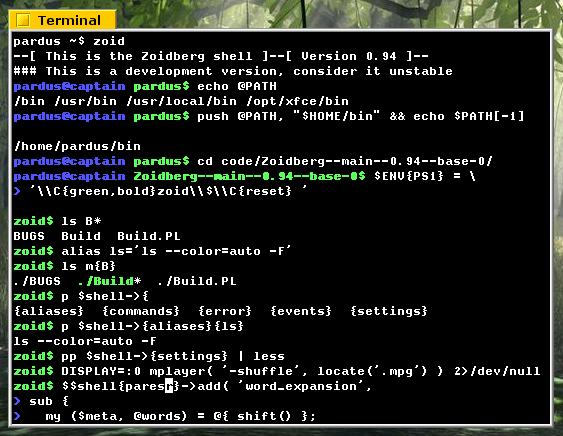 Terminal
pardus ~$ zoid
--[ This is the Zoidberg shell ]--[ Version 0.94 ]--
### This is a development version, consider it unstable
pardus@captain pardus$ echo @PATH
/bin /usr/bin /usr/local/bin /opt/xfce/bin
pardus@captain pardus$ push @PATH, "$HOME/bin" && echo $PATH[-1]
/home/pardus/bin
pardus@captain pardus$ cd code/Zoidberg--main--0.94--base-0/
pardus@captain Zoidberg--main--0.94--base-0$ $ENV{PS1} = \
> '\\C{green,bold}zoid\\$\\C{reset} '
zoid$ ls B*
BUGS  Build  Build.PL
zoid$ alias ls='ls --color=auto -f'
zoid$ ls m{B}
./BUGS  ./Build*  ./Build.PL
zoid$ p $shell->{
{aliases}  {commands}  {error}  {events}  {settings}
zoid$ p $shell->{aliases}{ls}
ls --color=auto -f
zoid$ pp $shell->{settings} | less
zoid$ DISPLAY=:0 mplayer( '-shuffle', locate('.mpg') ) 2>/dev/null
zoid$ $$shell{paresr}->add( 'word_expansion',
> sub {
>   my ($meta, @words) = @{ shift() };